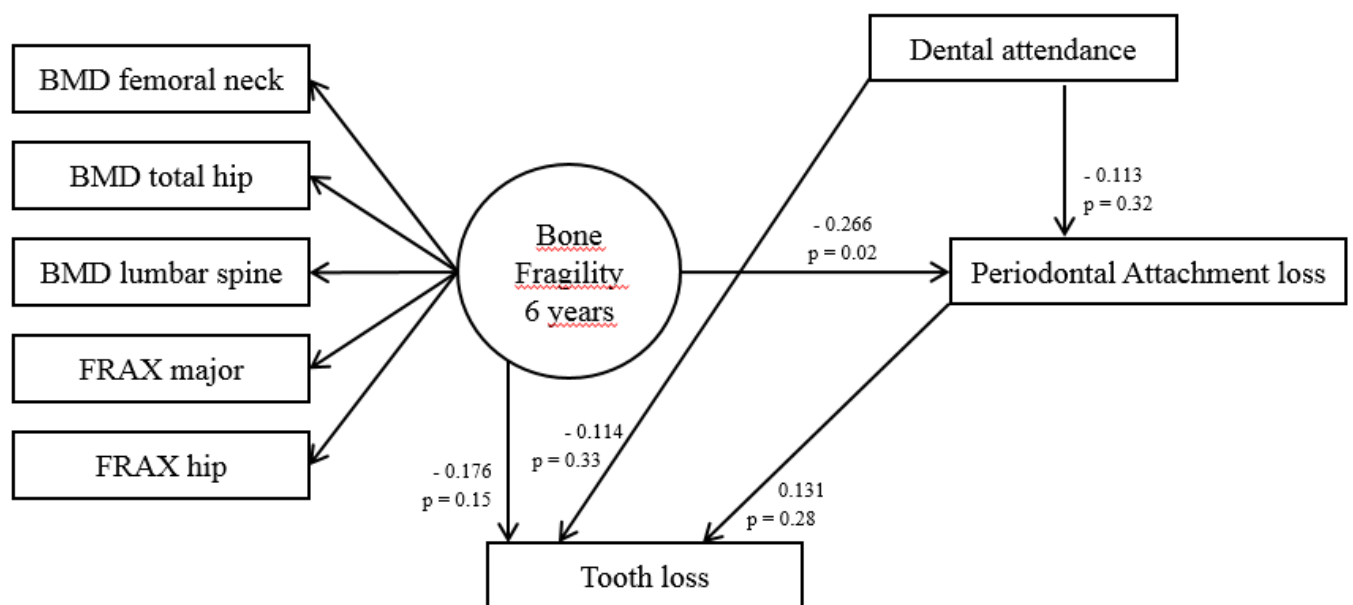 BMD femoral neck
BMD total hip
BMD lumbar spine
FRAX major
FRAX hip
Bone
Fragility
6 years
Dental attendance
- 0.113
p = 0.32
- 0.266
p = 0.02
Periodontal Attachment loss
- 0.114
p = 0.33
- 0.176
p = 0.15
0.131
p = 0.28
Tooth loss